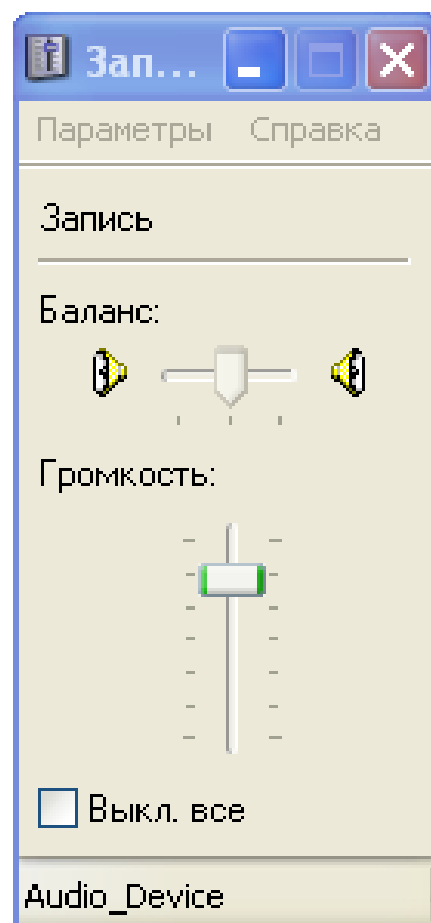 Зап...
Параметры Справка
Запись
Баланс:
Громкость:
Выкл. все
Audio_Device